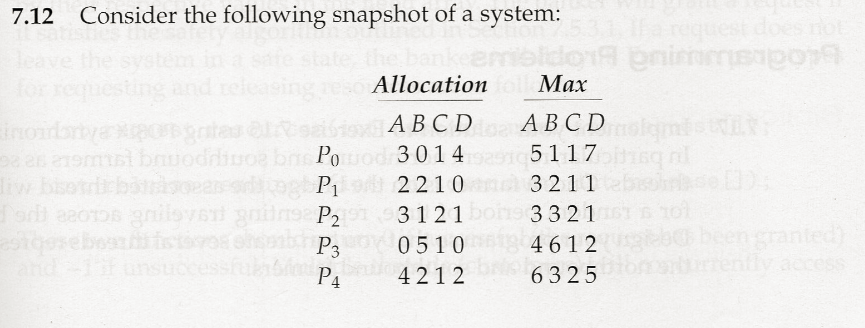 7.12 Consider the following snapshot of a system:
Allocation Max
A B C D A B C D
P0 3 0 1 4 5 1 1 7
P1 2 2 1 0 3 2 1 1
P2 3 1 2 1 3 3 2 1
P3 0 5 1 0 4 6 1 2
P4 4 2 1 2 6 3 2 5